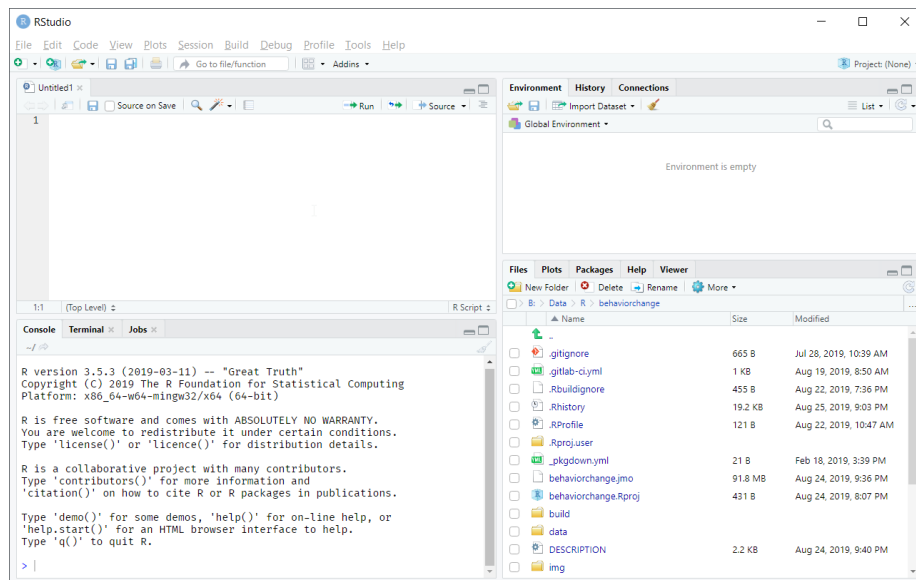 RStudio
File Edit Code View Plots Session Build Debug Profile Tools Help
Go to file/function Addins Project: (None)
Untitled1
Source on Save Run Source
1
1:1 (Top Level) R Script
Console Terminal Jobs
~/
R version 3.5.3 (2019-03-11) -- "Great Truth"
Copyright (C) 2019 The R Foundation for Statistical Computing
Platform: x86_64-w64-mingw32/x64 (64-bit)
R is free software and comes with ABSOLUTELY NO WARRANTY.
You are welcome to redistribute it under certain conditions.
Type 'license()' or 'licence()' for distribution details.
R is a collaborative project with many contributors.
Type 'contributors()' for more information and
'citation()' on how to cite R or R packages in publications.
Type 'demo()' for some demos, 'help()' for on-line help, or
'help.start()' for an HTML browser interface to help.
Type 'q()' to quit R.
>
Environment History Connections
Import Dataset List
Global Environment
Environment is empty
Files Plots Packages Help Viewer
New Folder Delete Rename More
B: > Data > R > behaviorchange ...
Name Size Modified
..
.gitignore 665 B Jul 28, 2019, 10:39 AM
.gitlab-ci.yml 1 KB Aug 19, 2019, 8:50 AM
.Rbuildignore 455 B Aug 22, 2019, 7:36 PM
.Rhistory 19.2 KB Aug 25, 2019, 9:03 PM
.RProfile 121 B Aug 22, 2019, 10:47 AM
.Rproj.user
_pkgdown.yml 21 B Feb 18, 2019, 3:39 PM
behaviorchange.jmo 91.8 MB Aug 24, 2019, 9:36 PM
behaviorchange.Rproj 431 B Aug 24, 2019, 8:07 PM
build
data
DESCRIPTION 2.2 KB Aug 24, 2019, 9:40 PM
img